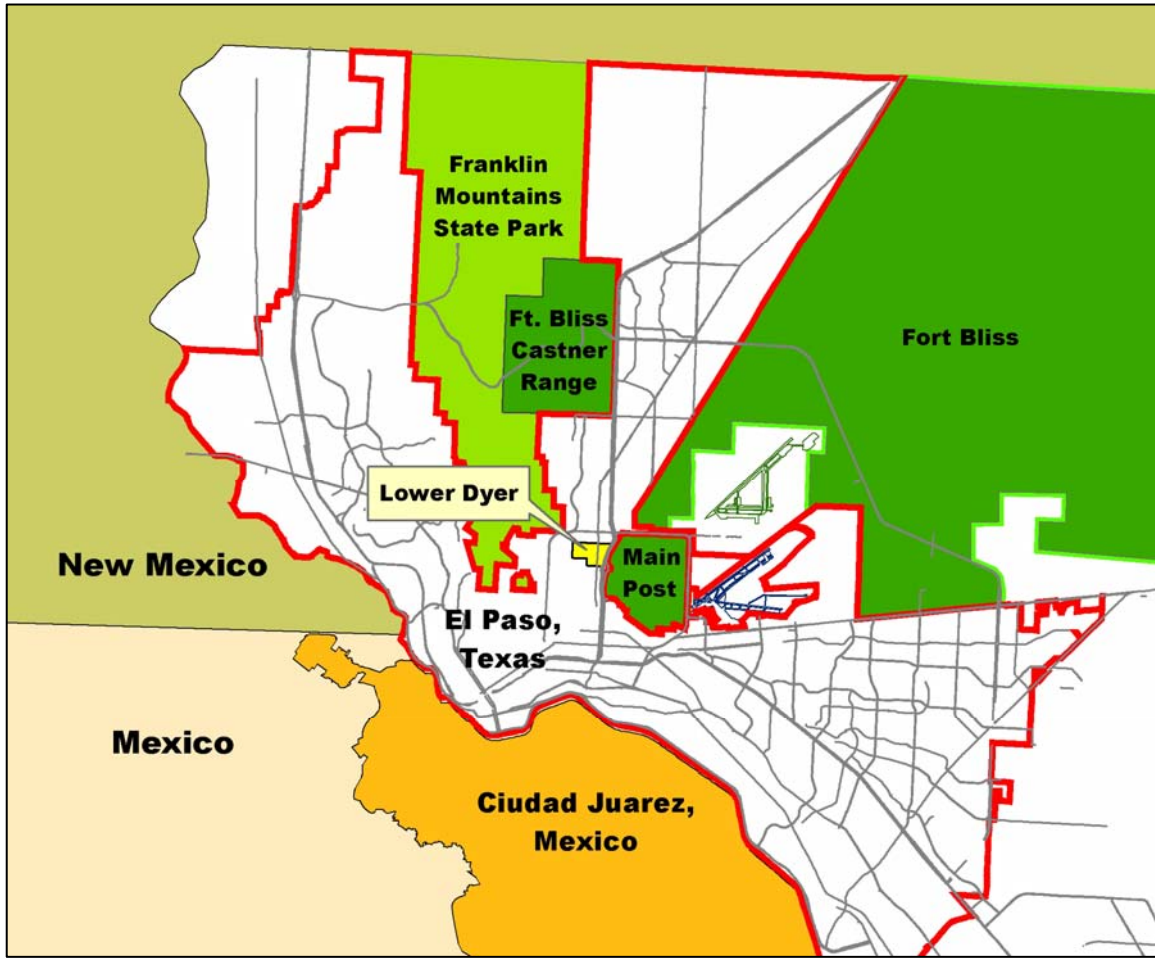 Franklin
Mountains
State Park
Ft. Bliss
Castner
Range
Fort Bliss
Lower Dyer
Main
Post
New Mexico
El Paso,
Texas
Mexico
Ciudad Juarez,
Mexico